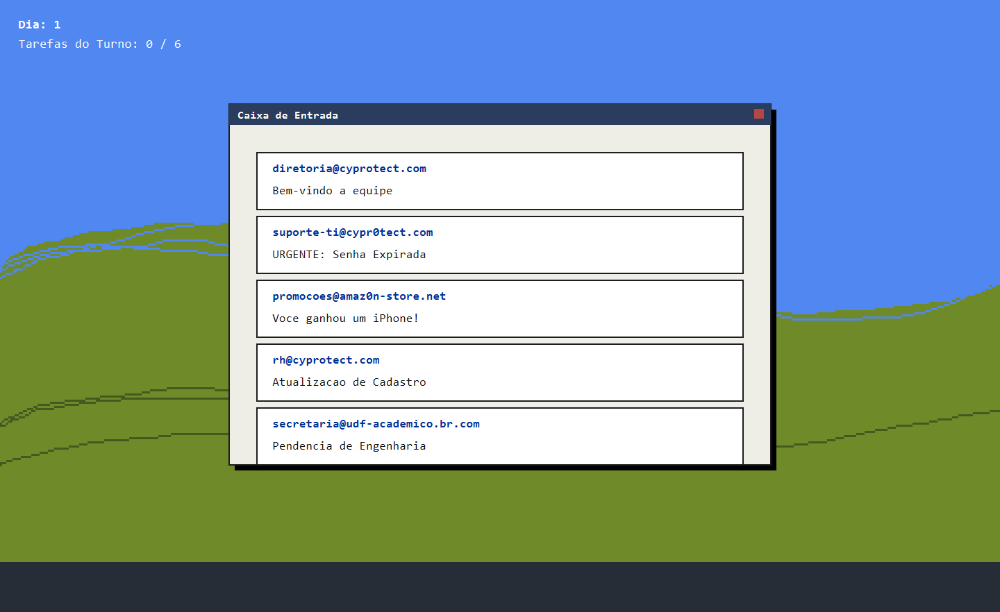 Dia: 1
Tarefas do Turno: 0 / 6
Caixa de Entrada
diretoria@cyprotect.com
Bem-vindo a equipe
suporte-ti@cypr0tect.com
URGENTE: Senha Expirada
promocoes@amaz0n-store.net
Voce ganhou um iPhone!
rh@cyprotect.com
Atualizacao de Cadastro
secretaria@udf-academico.br.com
Pendencia de Engenharia